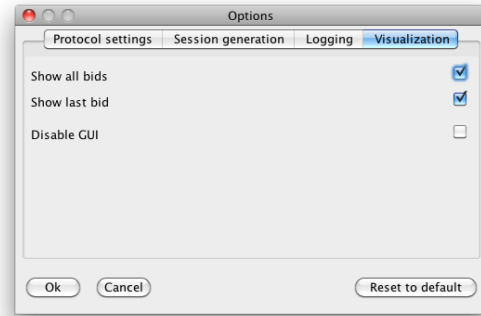 Options
Protocol settings Session generation Logging Visualization
Show all bids
Show last bid
Disable GUI
Ok Cancel Reset to default